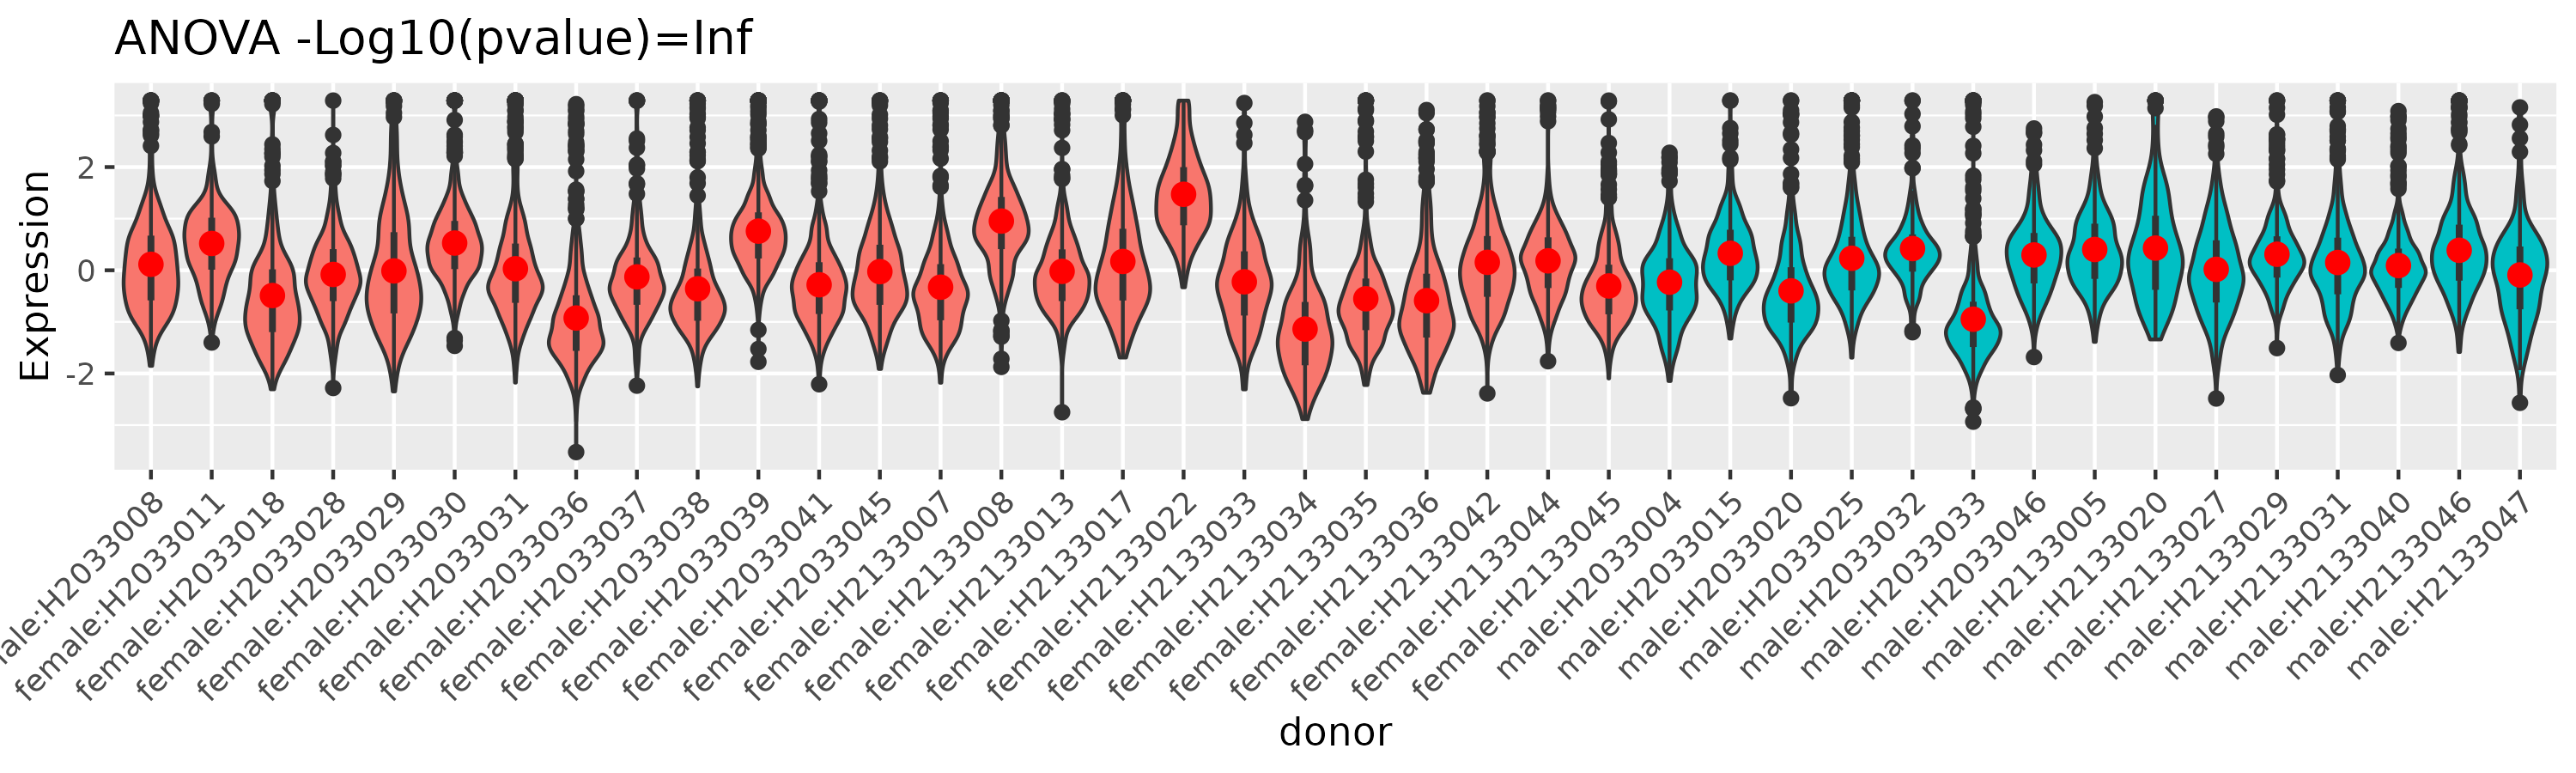 ANOVA -Log10(pvalue)=Inf
Expression
2
0
-2
male:H2033008
female:H2033011
female:H2033018
female:H2033028
female:H2033029
female:H2033030
female:H2033031
female:H2033036
female:H2033037
female:H2033038
female:H2033039
female:H2033041
female:H2033045
female:H2133007
female:H2133008
female:H2133013
female:H2133017
female:H2133022
female:H2133033
female:H2133034
female:H2133035
female:H2133036
female:H2133042
female:H2133044
female:H2133045
male:H2033004
male:H2033015
male:H2033020
male:H2033025
male:H2033032
male:H2033033
male:H2033046
male:H2133005
male:H2133020
male:H2133027
male:H2133029
male:H2133031
male:H2133040
male:H2133046
male:H2133047
donor